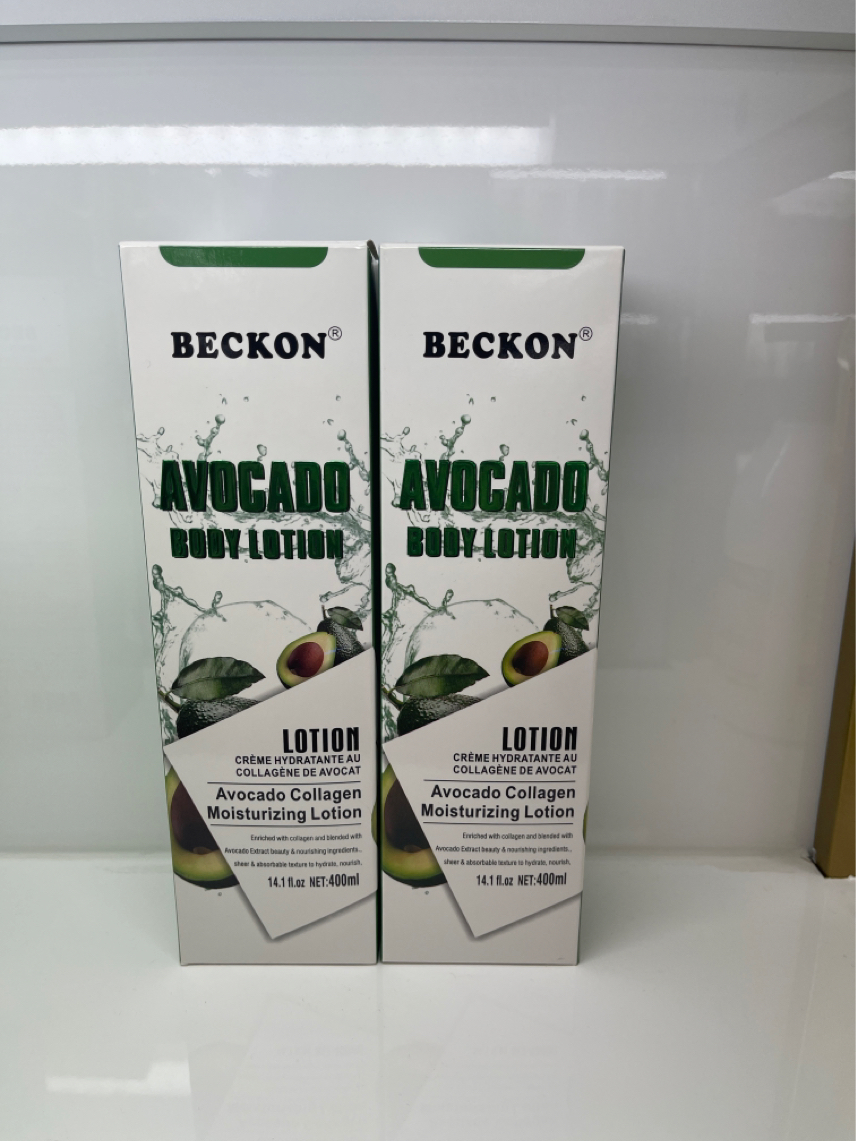 BECKON®
AVOCADO
BODY LOTION
LOTION
CRÈME HYDRATANTE AU
COLLAGÈNE DE AVOCAT
Avocado Collagen
Moisturizing Lotion
Enriched with collagen and blended with
Avocado Extract beauty & nourishing ingredients.,
sheer & absorbable texture to hydrate, nourish,
14.1 fl.oz NET:400ml
BECKON®
AVOCADO
BODY LOTION
LOTION
CRÈME HYDRATANTE AU
COLLAGÈNE DE AVOCAT
Avocado Collagen
Moisturizing Lotion
Enriched with collagen and blended with
Avocado Extract beauty & nourishing ingredients.,
sheer & absorbable texture to hydrate, nourish,
14.1 fl.oz NET:400ml